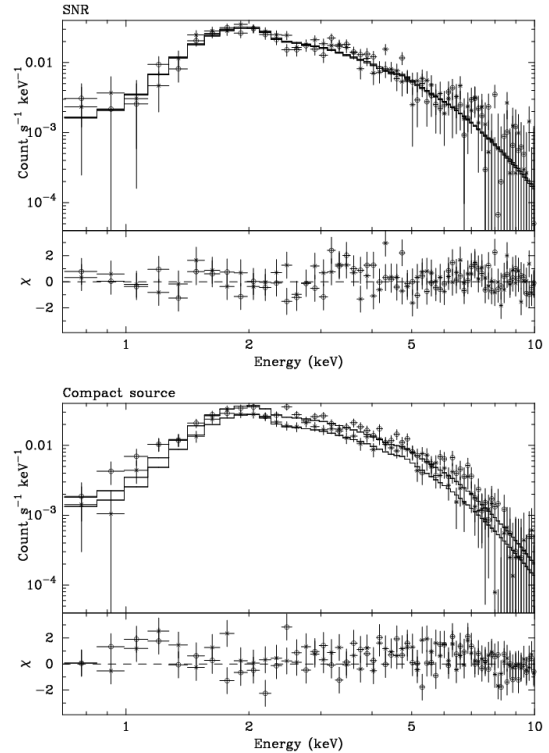 SNR
0.01
10⁻³
10⁻⁴
Count s⁻¹ keV⁻¹
2
0
−2
χ
1 2 5 10
Energy (keV)
Compact source
0.01
10⁻³
10⁻⁴
Count s⁻¹ keV⁻¹
2
0
−2
χ
1 2 5 10
Energy (keV)